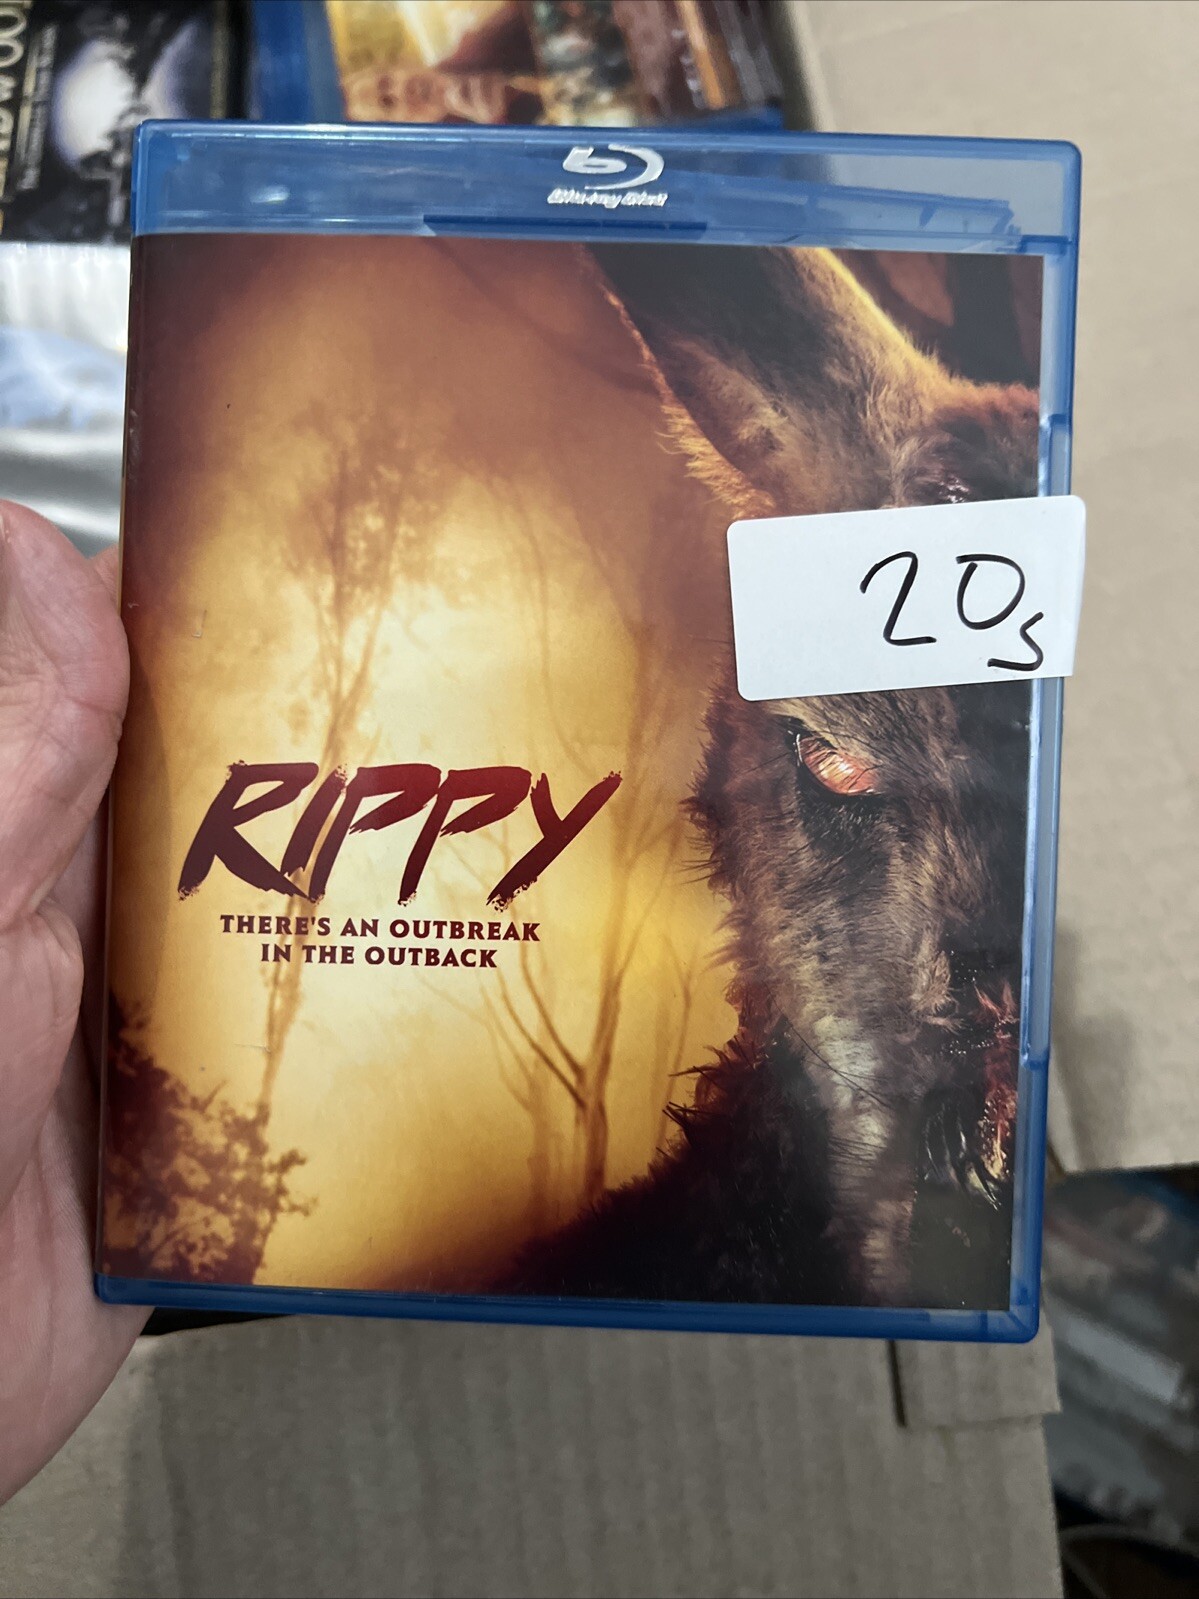 Blu-ray Disc
20s
RIPPY
THERE'S AN OUTBREAK
IN THE OUTBACK